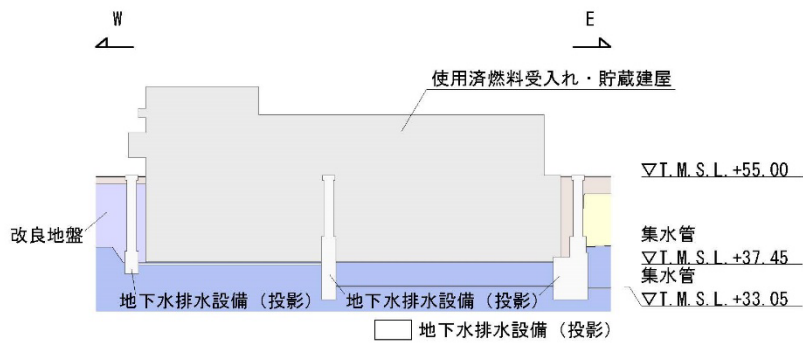 W
E
使用済燃料受入れ・貯蔵建屋
▽T.M.S.L.+55.00
改良地盤
集水管
▽T.M.S.L.+37.45
集水管
▽T.M.S.L.+33.05
地下水排水設備（投影）
地下水排水設備（投影）
地下水排水設備（投影）